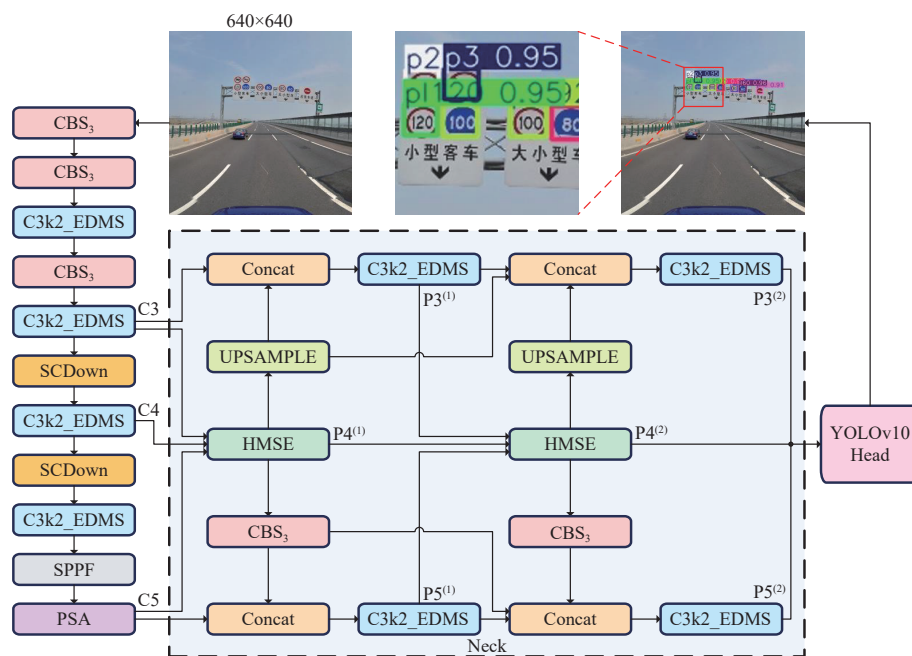 640×640
p2 p3 0.95
pl120 0.95
120 100 100 80
小型客车 大小型车
CBS₃
CBS₃
C3k2_EDMS
CBS₃
C3k2_EDMS
SCDown
C3k2_EDMS
SCDown
C3k2_EDMS
SPPF
PSA
C3
C4
C5
Concat C3k2_EDMS Concat C3k2_EDMS
P3⁽¹⁾ P3⁽²⁾
UPSAMPLE UPSAMPLE
HMSE P4⁽¹⁾ HMSE P4⁽²⁾
CBS₃ CBS₃
P5⁽¹⁾ P5⁽²⁾
Concat C3k2_EDMS Concat C3k2_EDMS
Neck
YOLOv10
Head